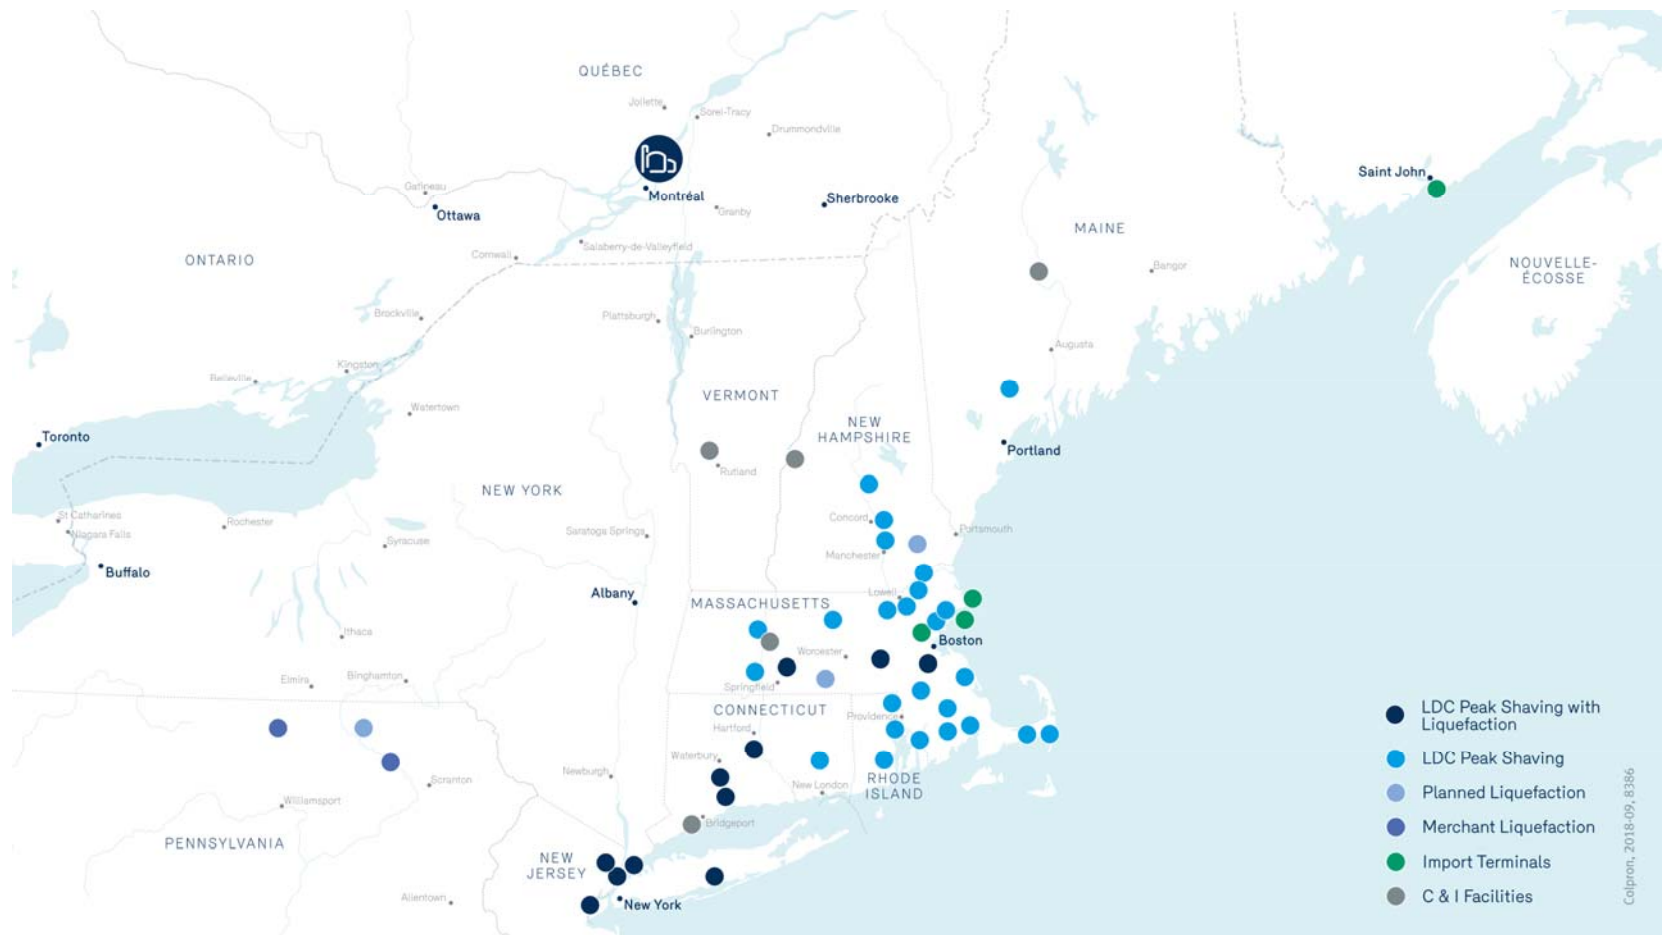 QUÉBEC
Joliette
Sorel-Tracy
Drummondville
Montréal
Sherbrooke
Granby
Gatineau
Ottawa
Salaberry-de-Valleyfield
Cornwall
ONTARIO
Saint John
MAINE
Bangor
NOUVELLE-
ÉCOSSE
Brockville
Plattsburgh
Burlington
Augusta
Kingston
Belleville
Watertown
VERMONT
NEW
HAMPSHIRE
Toronto
Portland
Rutland
NEW YORK
St Catharines
Niagara Falls
Rochester
Syracuse
Saratoga Springs
Concord
Portsmouth
Manchester
Buffalo
Albany
Lowell
MASSACHUSETTS
Ithaca
Boston
Worcester
Elmira
Binghamton
Springfield
CONNECTICUT
Providence
Hartford
Waterbury
Newburgh
New London
RHODE
ISLAND
Scranton
Williamsport
Bridgeport
PENNSYLVANIA
NEW
JERSEY
Allentown
New York
LDC Peak Shaving with
Liquefaction
LDC Peak Shaving
Planned Liquefaction
Merchant Liquefaction
Import Terminals
C & I Facilities
Colpron, 2018-09, 8386